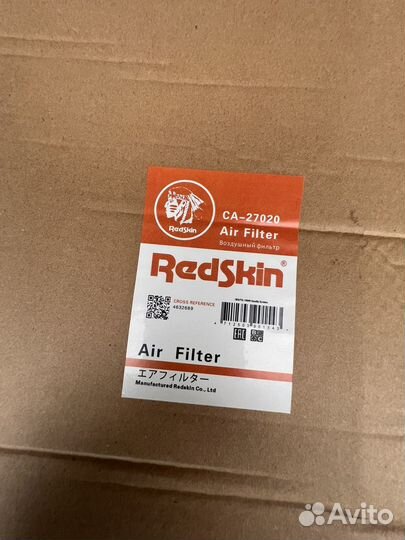 RedSkin
CA-27020
Air Filter
Воздушный фильтр
RedSkin®
CROSS REFERENCE
4632689
EAC
Air Filter
エアフィルター
Manufactured Redskin Co., Ltd
Avito